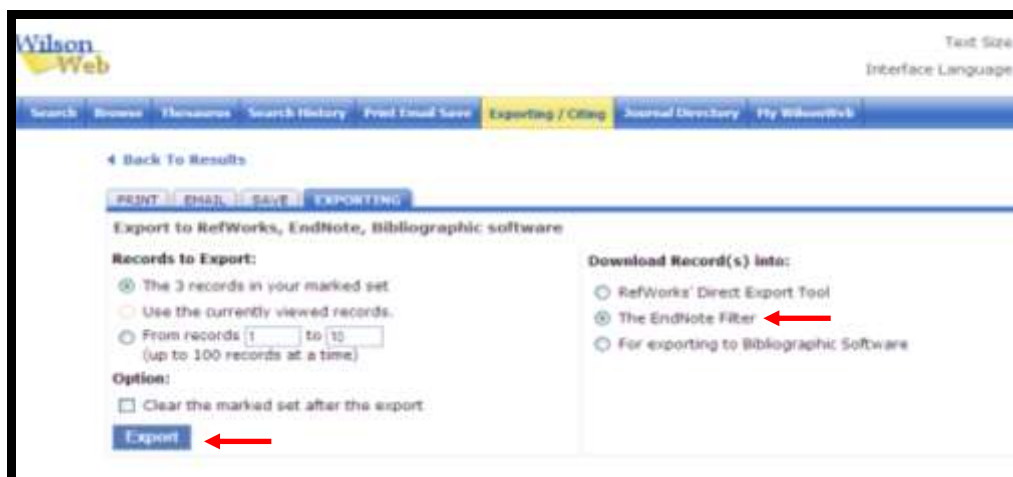 Wilson
Web
Text Size
Interface Language
Search Browse Thesaurus Search History Print Email Save Exporting / Citing Journal Directory My WilsonWeb
Back To Results
PRINT EMAIL SAVE EXPORTING
Export to RefWorks, EndNote, Bibliographic software
Records to Export:
The 3 records in your marked set
Use the currently viewed records.
From records 1 to 10
(up to 100 records at a time)
Option:
Clear the marked set after the export
Export
Download Record(s) into:
RefWorks' Direct Export Tool
The EndNote Filter
For exporting to Bibliographic Software